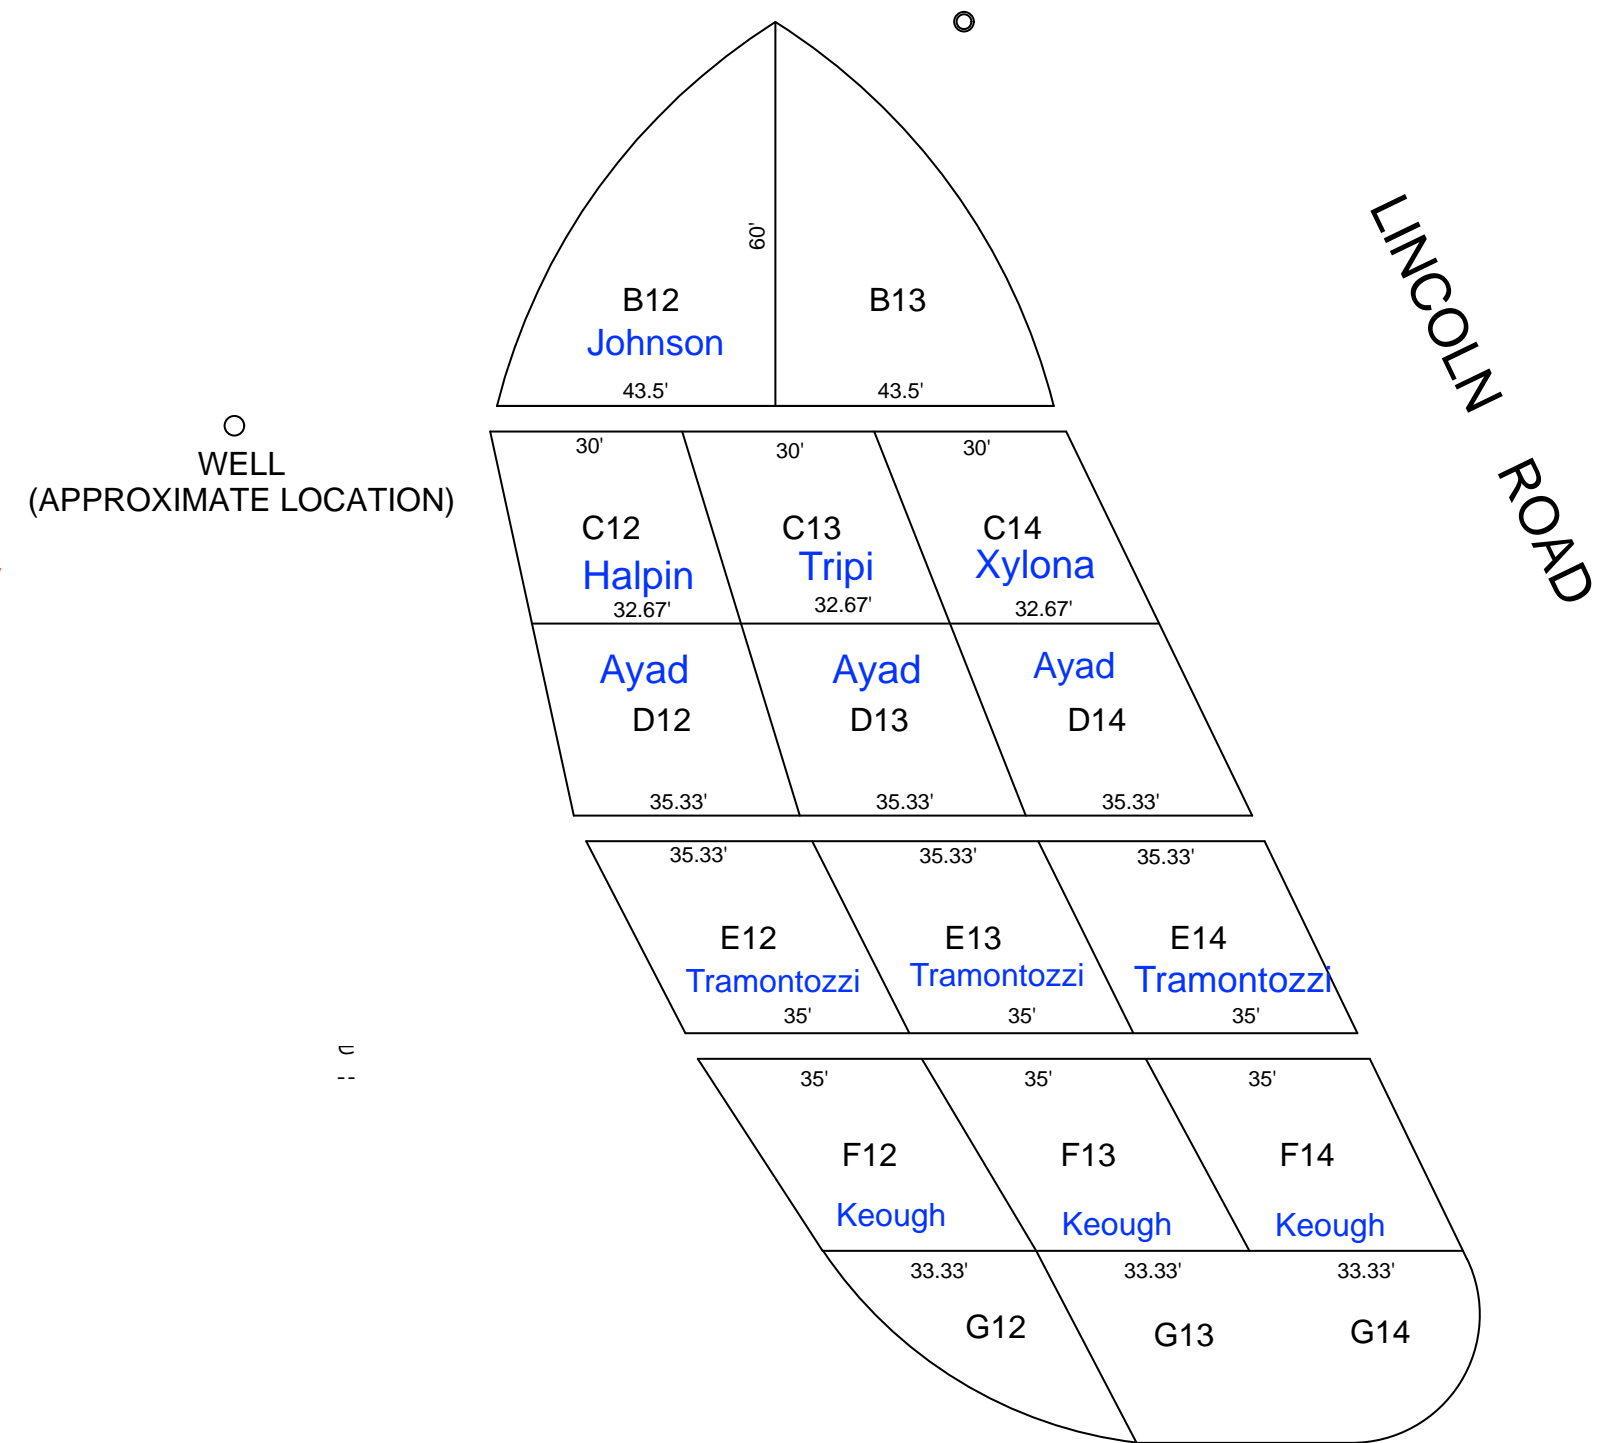 60'
B12
B13
Johnson
43.5'
43.5'
LINCOLN ROAD
WELL
(APPROXIMATE LOCATION)
30'
30'
30'
C12
C13
C14
Halpin
Tripi
Xylona
32.67'
32.67'
32.67'
Ayad
Ayad
Ayad
D12
D13
D14
35.33'
35.33'
35.33'
35.33'
35.33'
35.33'
E12
E13
E14
Tramontozzi
Tramontozzi
Tramontozzi
35'
35'
35'
35'
35'
35'
F12
F13
F14
Keough
Keough
Keough
33.33'
33.33'
33.33'
G12
G13
G14